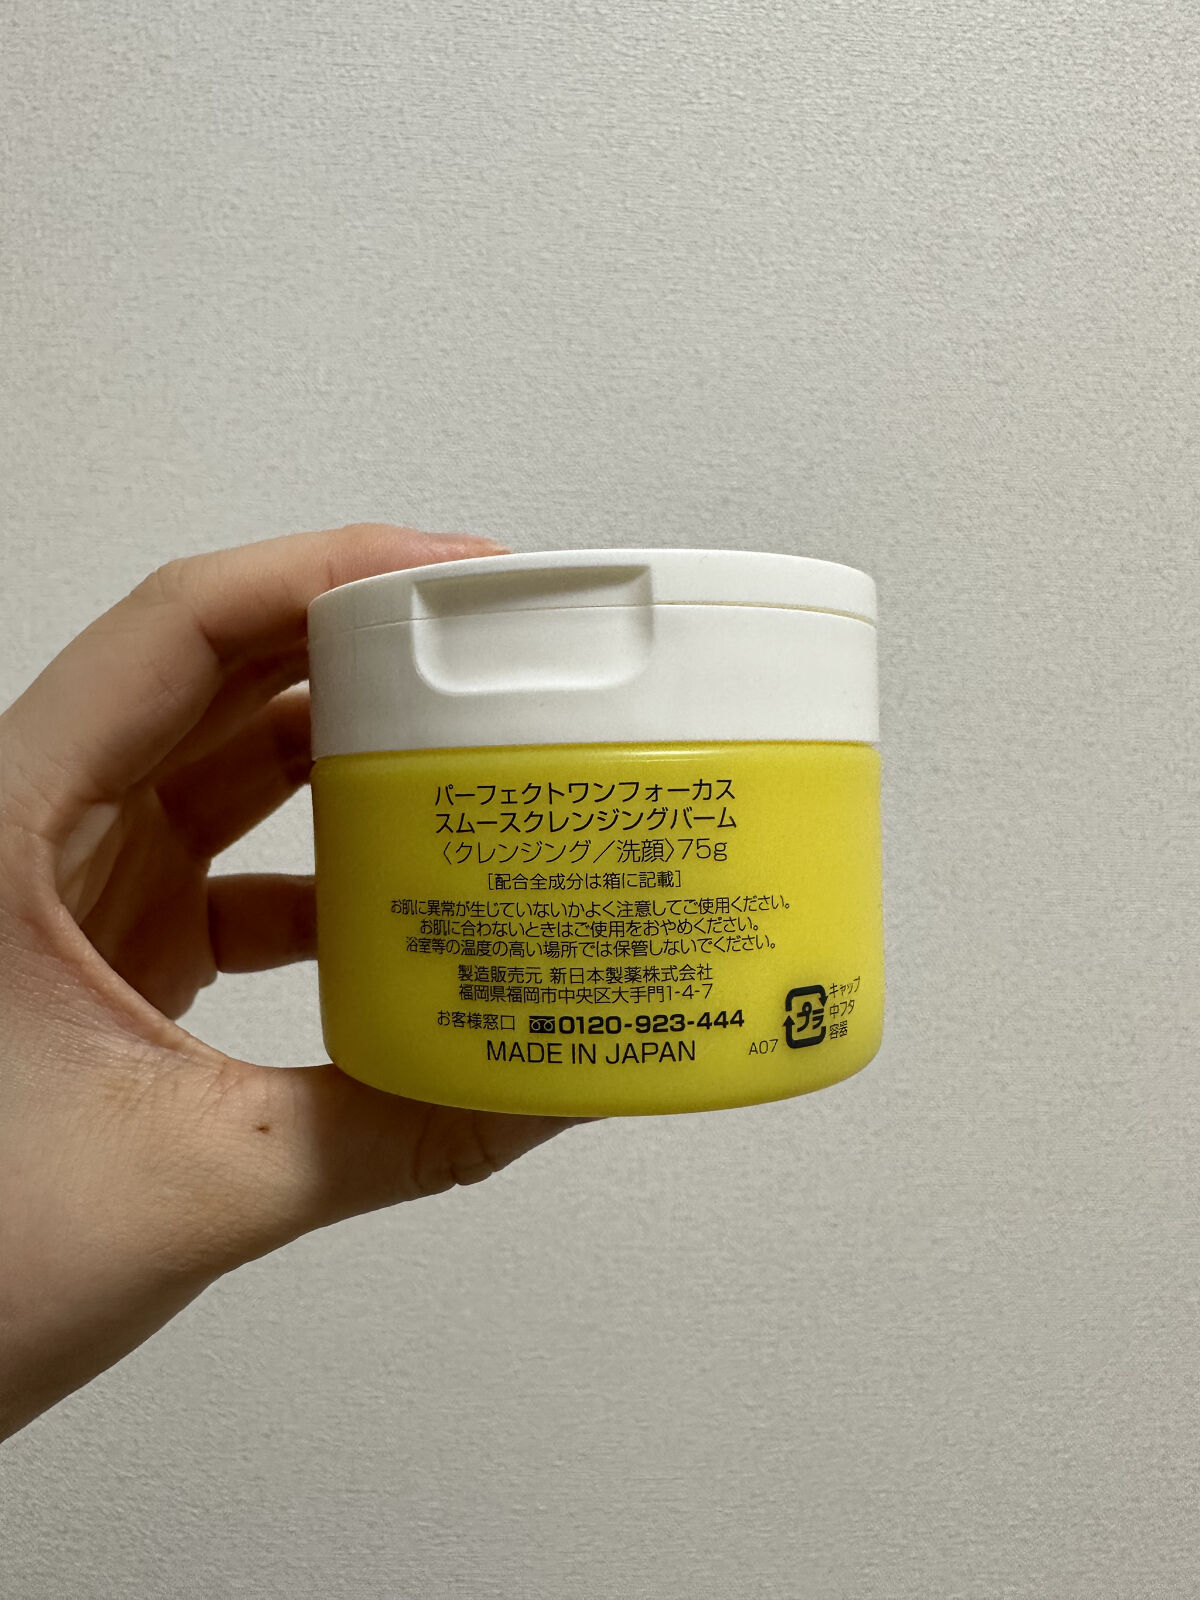 パーフェクトワンフォーカス
スムースクレンジングバーム
〈クレンジング／洗顔〉75g
［配合全成分は箱に記載］
お肌に異常が生じていないかよく注意してご使用ください。
お肌に合わないときはご使用をおやめください。
浴室等の温度の高い場所では保管しないでください。
製造販売元 新日本製薬株式会社
福岡県福岡市中央区大手門1-4-7
お客様窓口 0120-923-444
MADE IN JAPAN
A07
プラ
キャップ
中フタ
容器